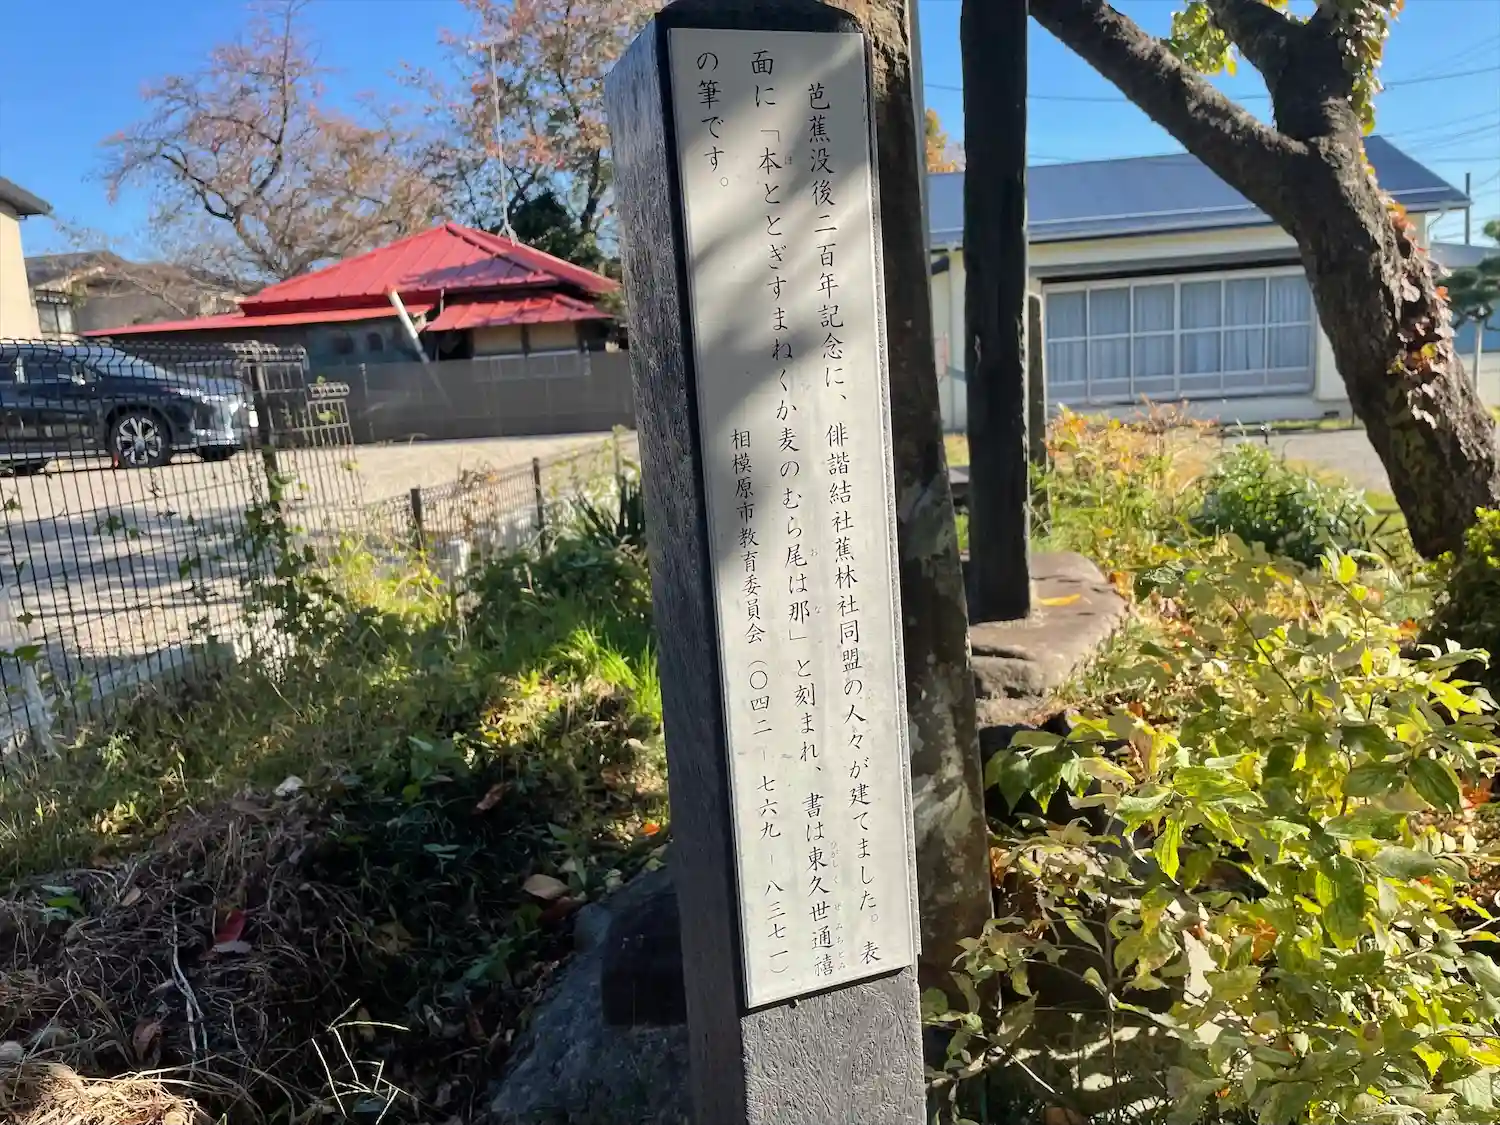 芭蕉没後二百年記念に、俳諧結社蕉林社同盟の人々が建てました。表
面に「本ととぎすまねくか麦のむら尾は那」と刻まれ、書は東久世通禧
の筆です。
相模原市教育委員会（〇四二－七六九－八三七一）